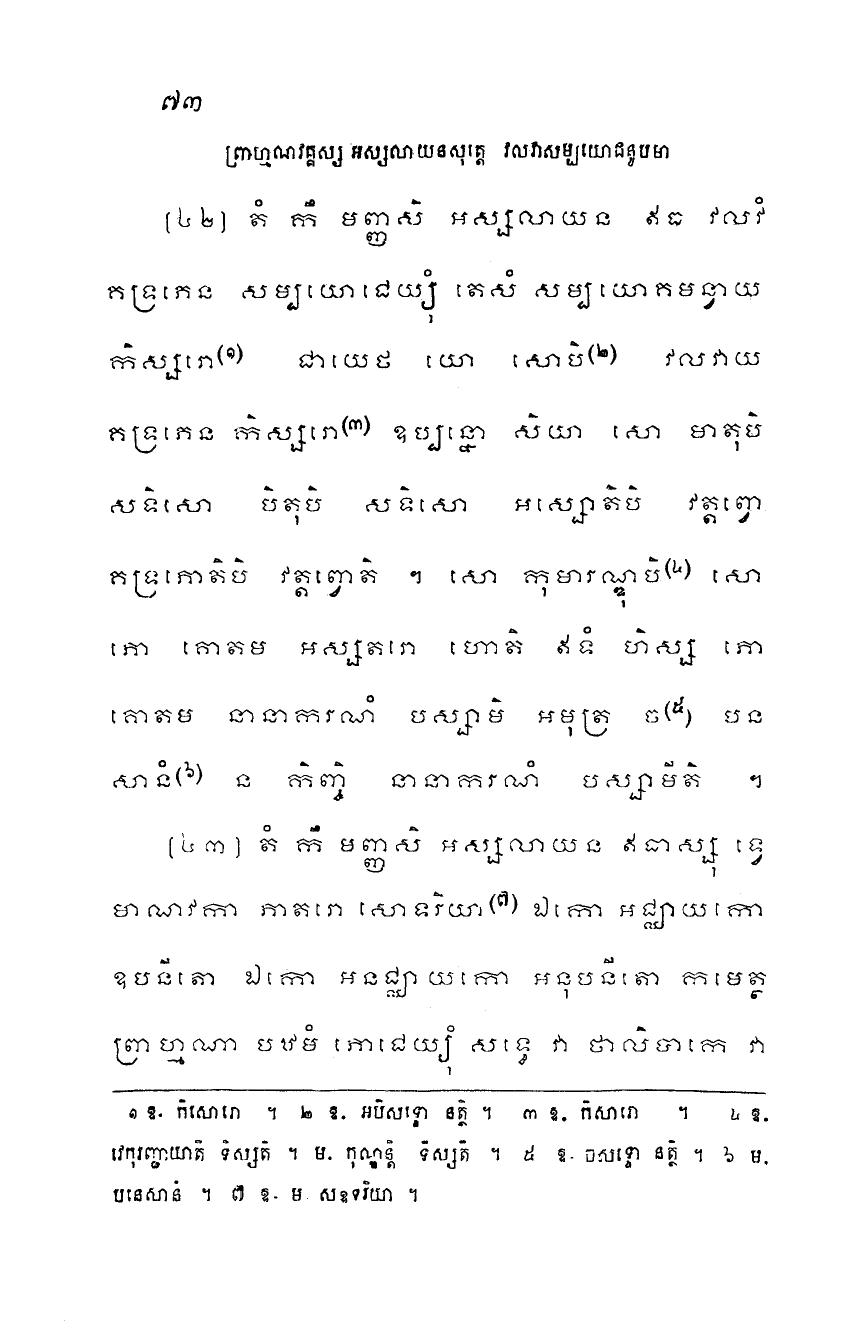 ៧៣
ព្រាហ្មណវគ្គស្ស អស្សលាយនសុត្តេ វលវាសម្បយោជនូបមា
[៤២] តំ កឹ មញ្ញសិ អស្សលាយន ឥធ វលវំ
គទ្រភេន សម្បយោជេយ្យុំ តេសំ សម្បយោគមន្វាយ
កិស្សរោ(១) ជាយេថ យោ សោបិ(២) វលវាយ
គទ្រភេន កិស្សរោ(៣) ឧប្បន្នោ សិយា សោ មាតុបិ
សទិសោ បិតុបិ សទិសោ អស្សោតិបិ វត្តព្វោ
គទ្រភោតិបិ វត្តព្វោតិ ។ សោ កុមារណ្ឌុបិ(៤) សោ
ភោ គោតម អស្សតរោ ហោតិ ឥទំ ហិស្ស ភោ
គោតម នានាករណំ បស្សាមិ អមុត្រ ច(៥) បន
សានំ(៦) ន កិញ្ចិ នានាករណំ បស្សាមីតិ ។
[៤៣] តំ កឹ មញ្ញសិ អស្សលាយន ឥធាស្សុ ទ្វេ
មាណវកា ភាតរោ សោទរិយា(៧) ឯកោ អជ្ឈាយកោ
ឧបនីតោ ឯកោ អនជ្ឈាយកោ អនុបនីតោ កមេត្ថ
ព្រាហ្មណា បឋមំ ភោជេយ្យុំ សទ្ធេ វា ថាលិបាកេ វា
១ ឱ. កិសោរោ ។ ២ ឱ. អបិសទ្ទោ នត្ថិ ។ ៣ ឱ. កិសារោ ។ ៤ ឱ.
វេកុរញ្ជាយាតិ ទិស្សតិ ។ ម. កុណ្ឌន្តិ ទិស្សតិ ។ ៥ ឱ. ចសទ្ទោ នត្ថិ ។ ៦ ម.
បនេសានំ ។ ៧ ឱ. ម. សឧទរិយា ។